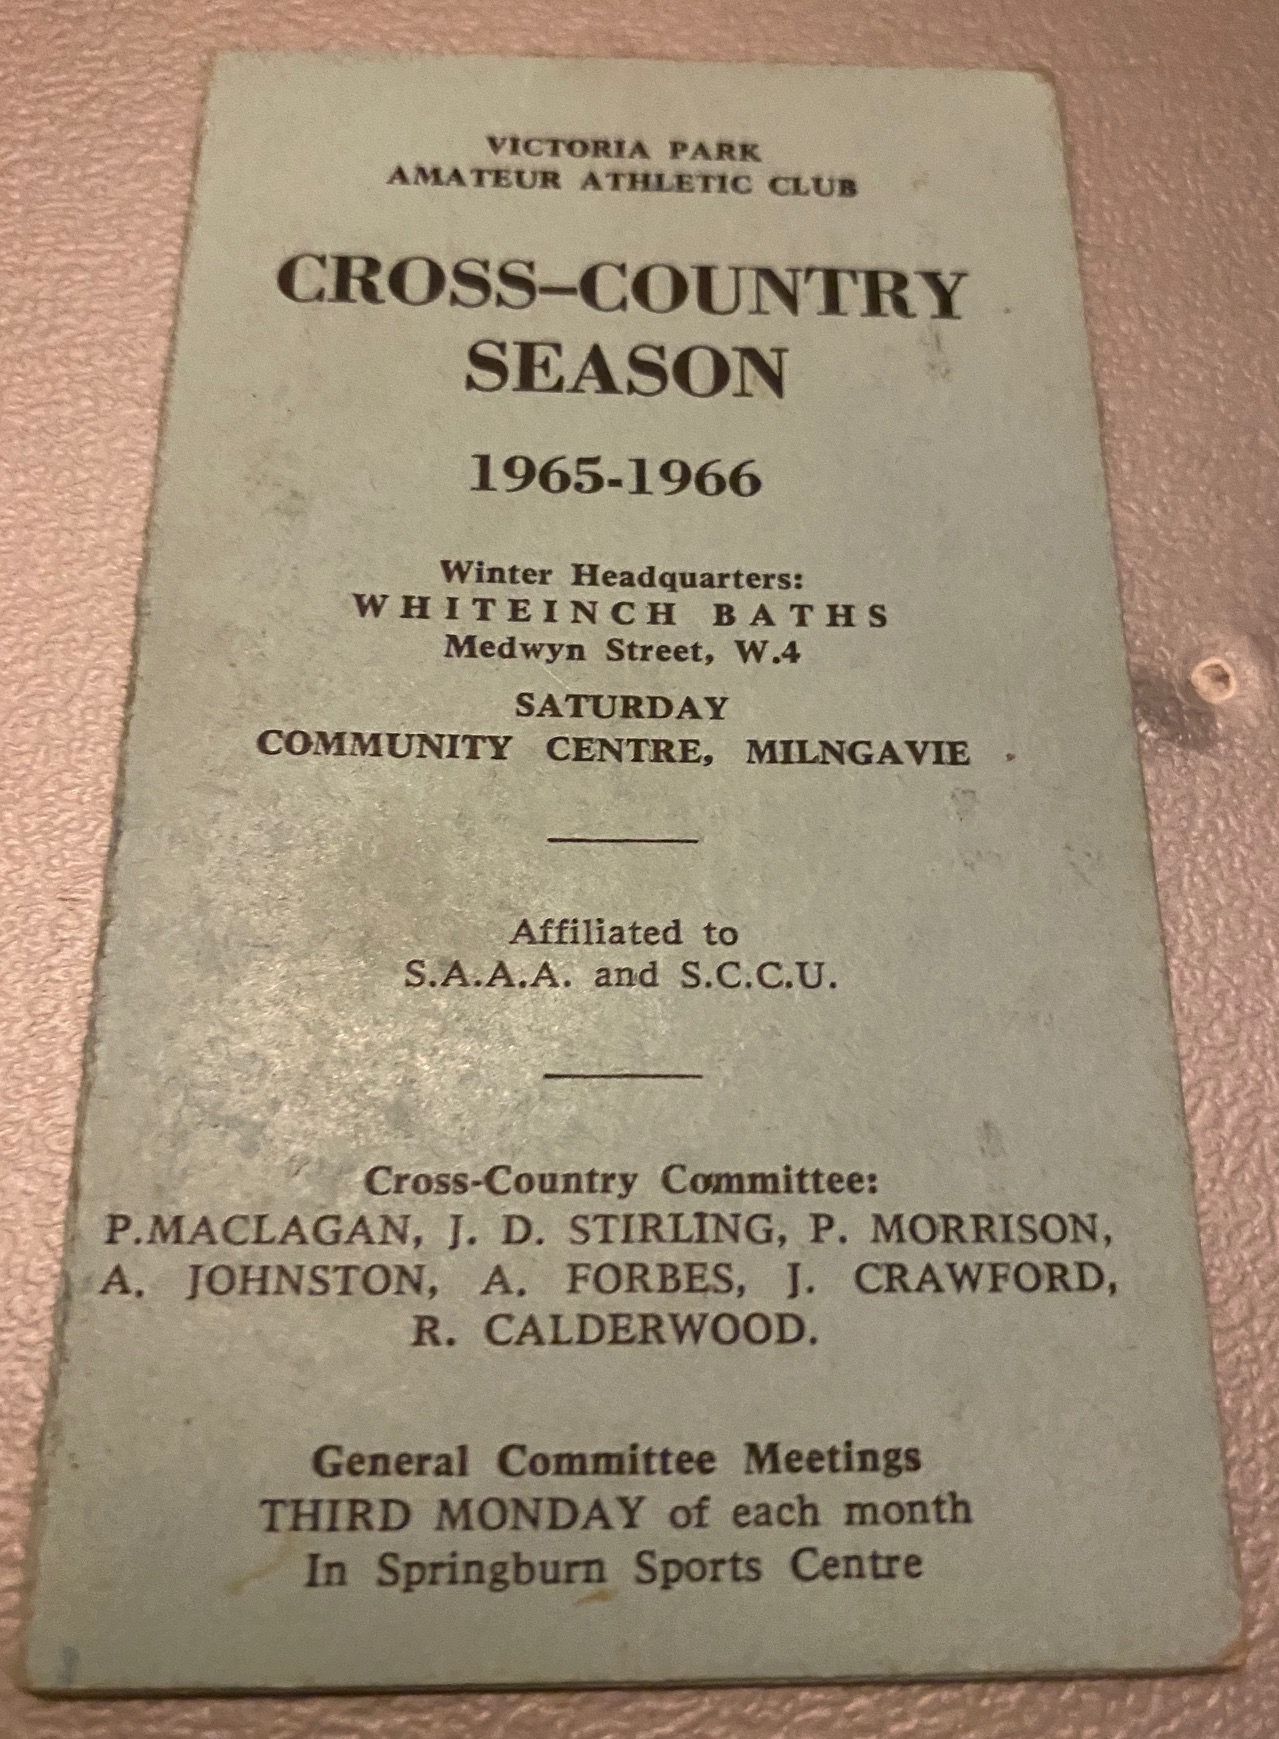 VICTORIA PARK
AMATEUR ATHLETIC CLUB
CROSS–COUNTRY
SEASON
1965-1966
Winter Headquarters:
WHITEINCH BATHS
Medwyn Street, W.4
SATURDAY
COMMUNITY CENTRE, MILNGAVIE
Affiliated to
S.A.A.A. and S.C.C.U.
Cross-Country Committee:
P.MACLAGAN, J. D. STIRLING, P. MORRISON,
A. JOHNSTON, A. FORBES, J. CRAWFORD,
R. CALDERWOOD.
General Committee Meetings
THIRD MONDAY of each month
In Springburn Sports Centre